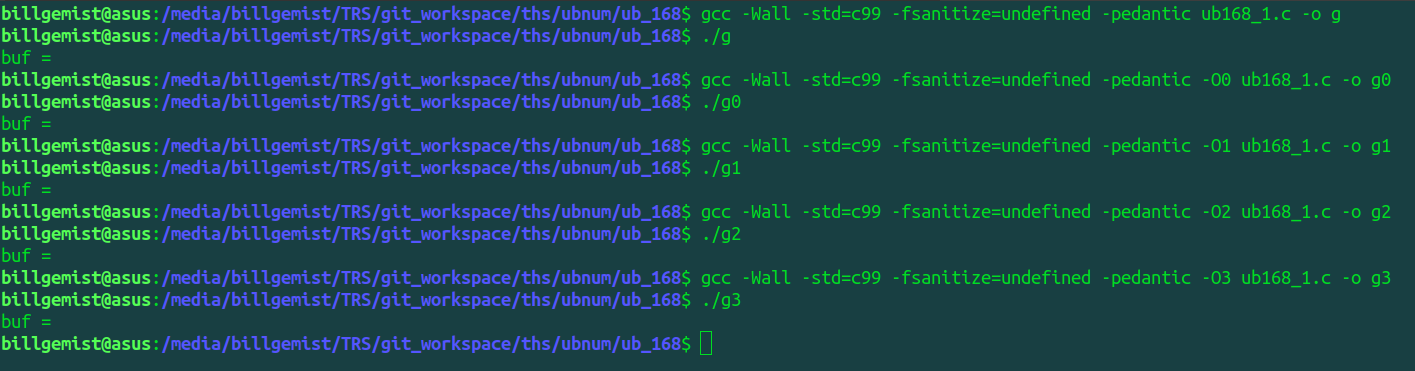 billgemist@asus:/media/billgemist/TRS/git_workspace/ths/ubnum/ub_168$ gcc -Wall -std=c99 -fsanitize=undefined -pedantic ub168_1.c -o g
billgemist@asus:/media/billgemist/TRS/git_workspace/ths/ubnum/ub_168$ ./g
buf =
billgemist@asus:/media/billgemist/TRS/git_workspace/ths/ubnum/ub_168$ gcc -Wall -std=c99 -fsanitize=undefined -pedantic -O0 ub168_1.c -o g0
billgemist@asus:/media/billgemist/TRS/git_workspace/ths/ubnum/ub_168$ ./g0
buf =
billgemist@asus:/media/billgemist/TRS/git_workspace/ths/ubnum/ub_168$ gcc -Wall -std=c99 -fsanitize=undefined -pedantic -O1 ub168_1.c -o g1
billgemist@asus:/media/billgemist/TRS/git_workspace/ths/ubnum/ub_168$ ./g1
buf =
billgemist@asus:/media/billgemist/TRS/git_workspace/ths/ubnum/ub_168$ gcc -Wall -std=c99 -fsanitize=undefined -pedantic -O2 ub168_1.c -o g2
billgemist@asus:/media/billgemist/TRS/git_workspace/ths/ubnum/ub_168$ ./g2
buf =
billgemist@asus:/media/billgemist/TRS/git_workspace/ths/ubnum/ub_168$ gcc -Wall -std=c99 -fsanitize=undefined -pedantic -O3 ub168_1.c -o g3
billgemist@asus:/media/billgemist/TRS/git_workspace/ths/ubnum/ub_168$ ./g3
buf =
billgemist@asus:/media/billgemist/TRS/git_workspace/ths/ubnum/ub_168$